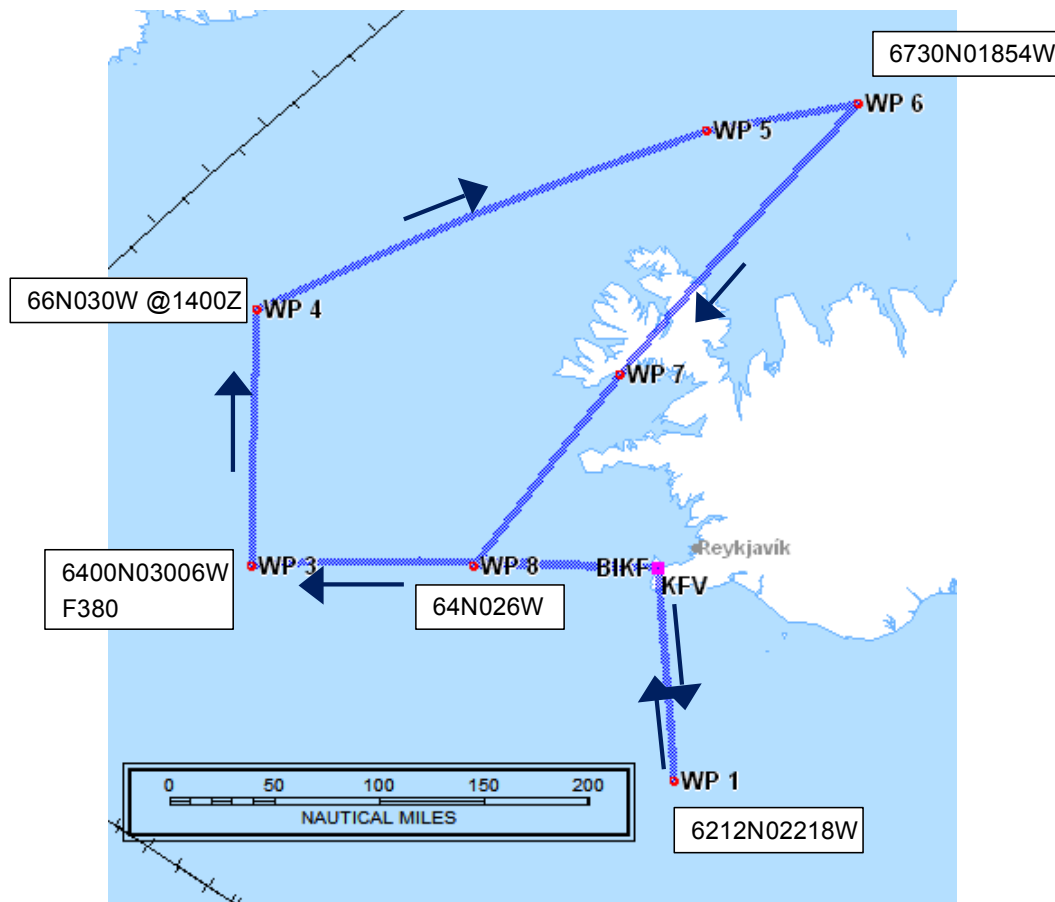 6730N01854W
WP 6
WP 5
66N030W @1400Z
WP 4
WP 7
Reykjavík
WP 3
WP 8
BIKF
KFV
6400N03006W
F380
64N026W
WP 1
0 50 100 150 200
NAUTICAL MILES
6212N02218W